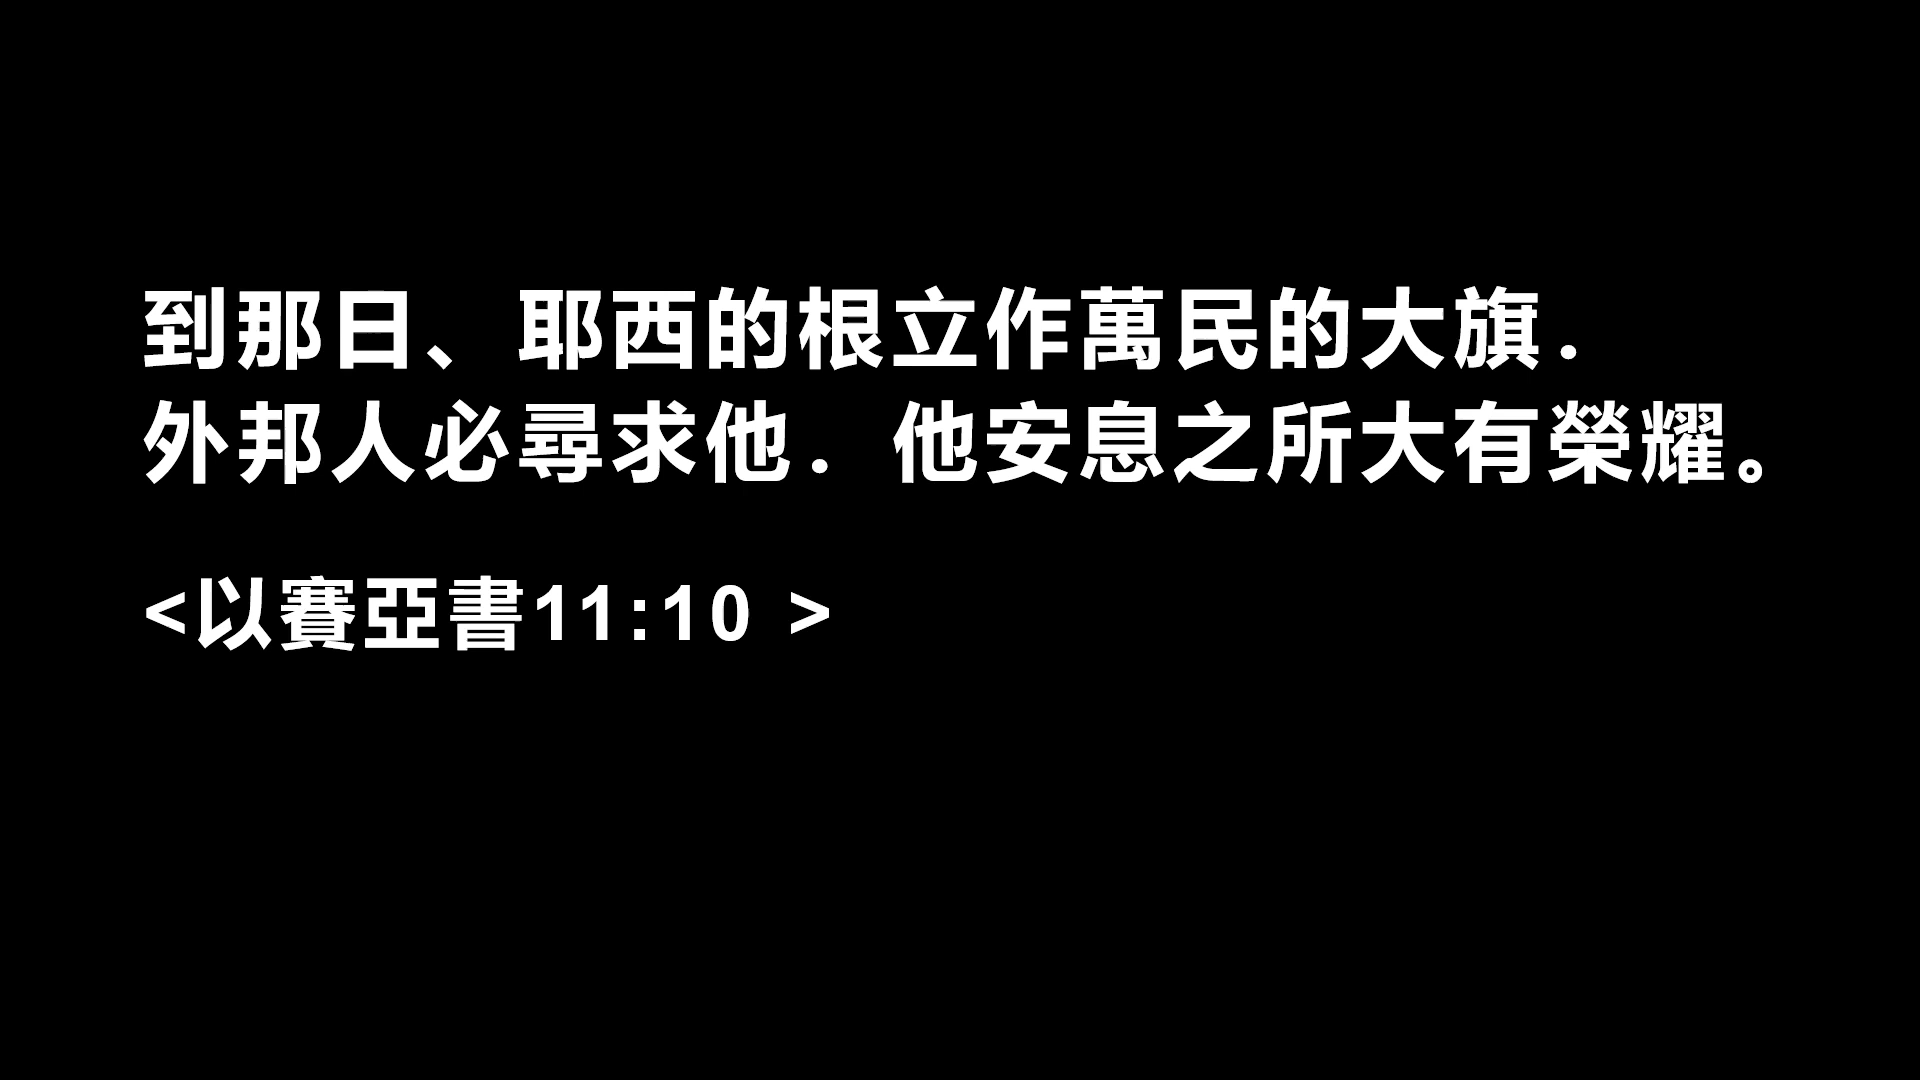 到那日、耶西的根立作萬民的大旗．
外邦人必尋求他．他安息之所大有榮耀。
<以賽亞書11:10 >